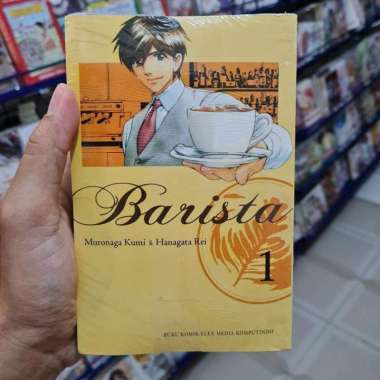 Barista
Muronaga Kumi & Hanagata Rei
1
BUKU KOMIK ELEX MEDIA KOMPUTINDO